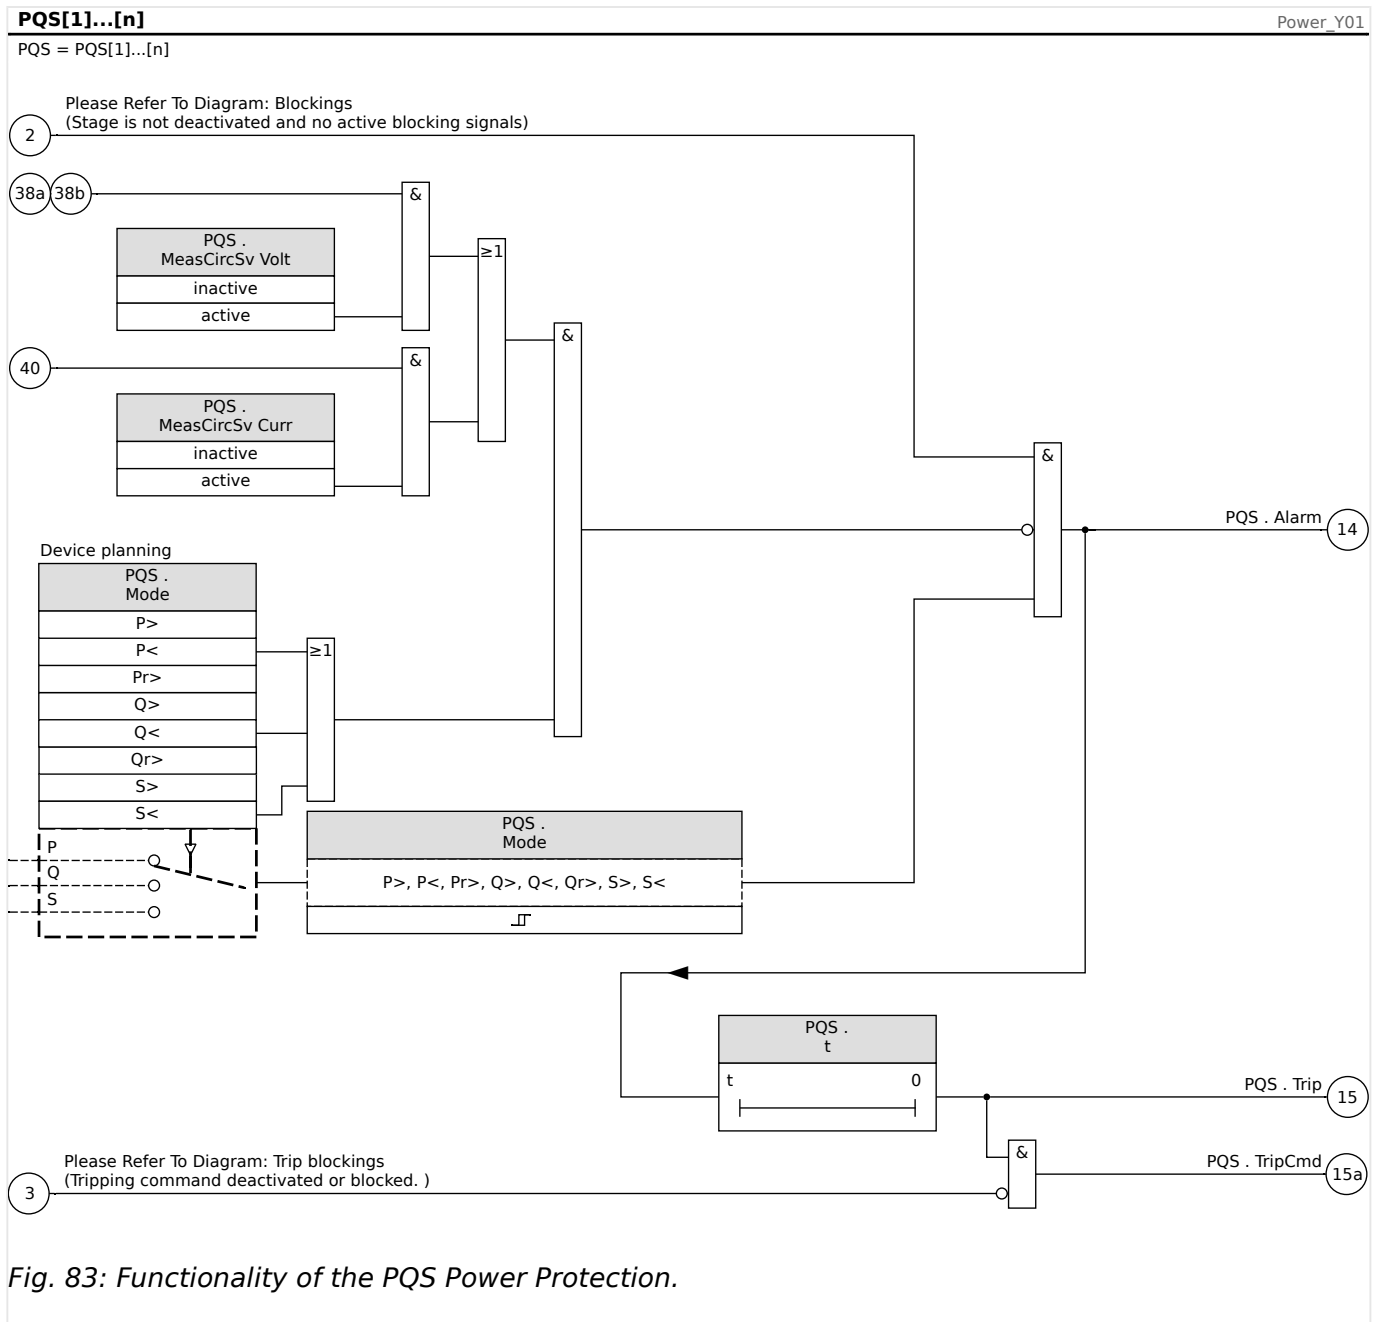 PQS[1]...[n]
Power_Y01
PQS = PQS[1]...[n]
Please Refer To Diagram: Blockings
(Stage is not deactivated and no active blocking signals)
2
38a
38b
&
PQS .
MeasCircSv Volt
inactive
active
≥1
&
40
&
PQS .
MeasCircSv Curr
inactive
active
&
PQS . Alarm
14
Device planning
PQS .
Mode
P>
P<
Pr>
Q>
Q<
Qr>
S>
S<
≥1
P
Q
S
PQS .
Mode
P>, P<, Pr>, Q>, Q<, Qr>, S>, S<
PQS .
t
t
0
PQS . Trip
15
Please Refer To Diagram: Trip blockings
(Tripping command deactivated or blocked. )
3
&
PQS . TripCmd
15a
Fig. 83: Functionality of the PQS Power Protection.